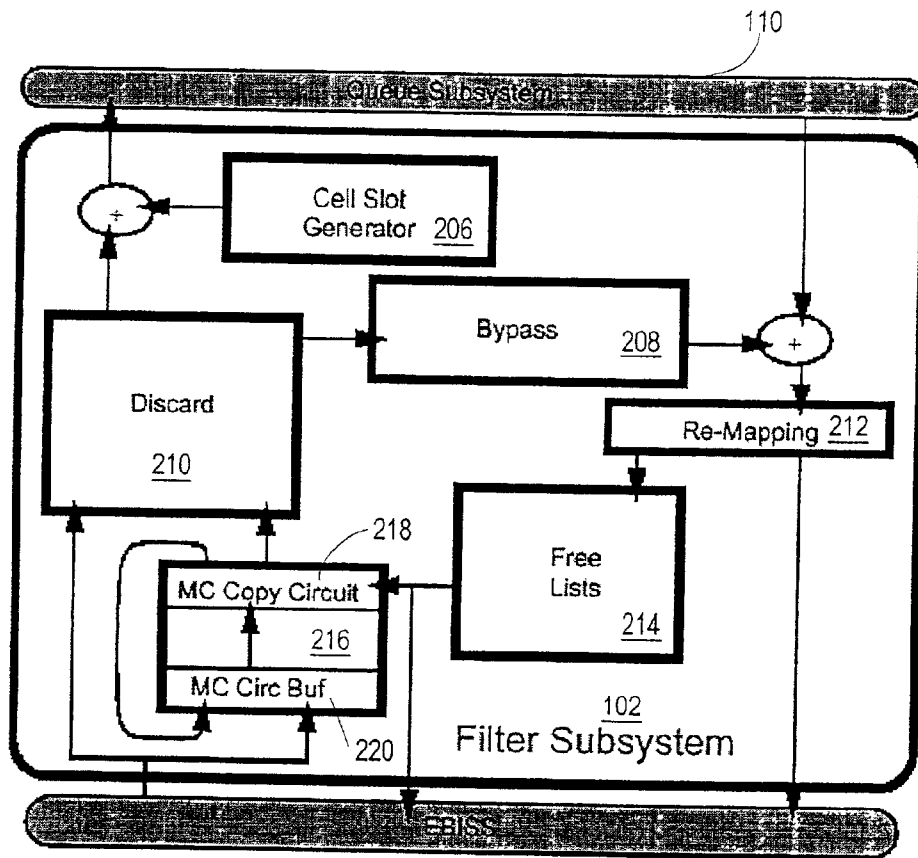 110
Queue Subsystem
Cell Slot
Generator 206
Bypass
208
Discard
210
Re-Mapping 212
218
MC Copy Circuit
216
MC Circ Buf
220
Free
Lists
214
102
Filter Subsystem
EBISS